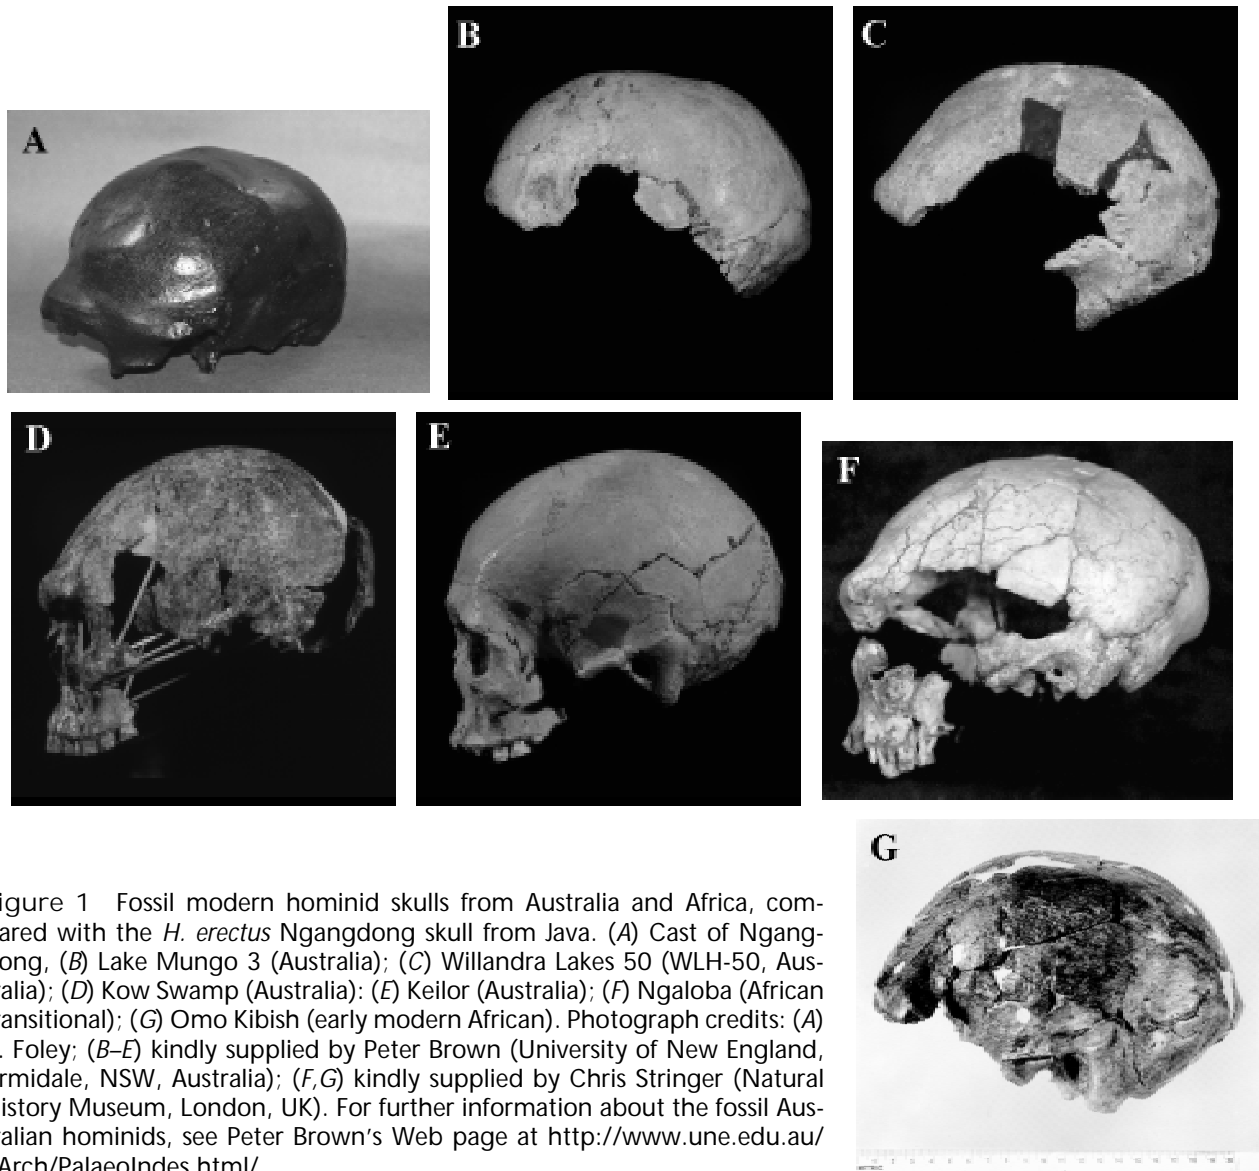 B
C
A
D
E
F
G
igure 1 Fossil modern hominid skulls from Australia and Africa, com-
ared with the H. erectus Ngangdong skull from Java. (A) Cast of Ngang-
ong, (B) Lake Mungo 3 (Australia); (C) Willandra Lakes 50 (WLH-50, Aus-
ralia); (D) Kow Swamp (Australia): (E) Keilor (Australia); (F) Ngaloba (African
ransitional); (G) Omo Kibish (early modern African). Photograph credits: (A)
. Foley; (B–E) kindly supplied by Peter Brown (University of New England,
rmidale, NSW, Australia); (F,G) kindly supplied by Chris Stringer (Natural
istory Museum, London, UK). For further information about the fossil Aus-
ralian hominids, see Peter Brown's Web page at http://www.une.edu.au/
Arch/PalaeoIndes.html/